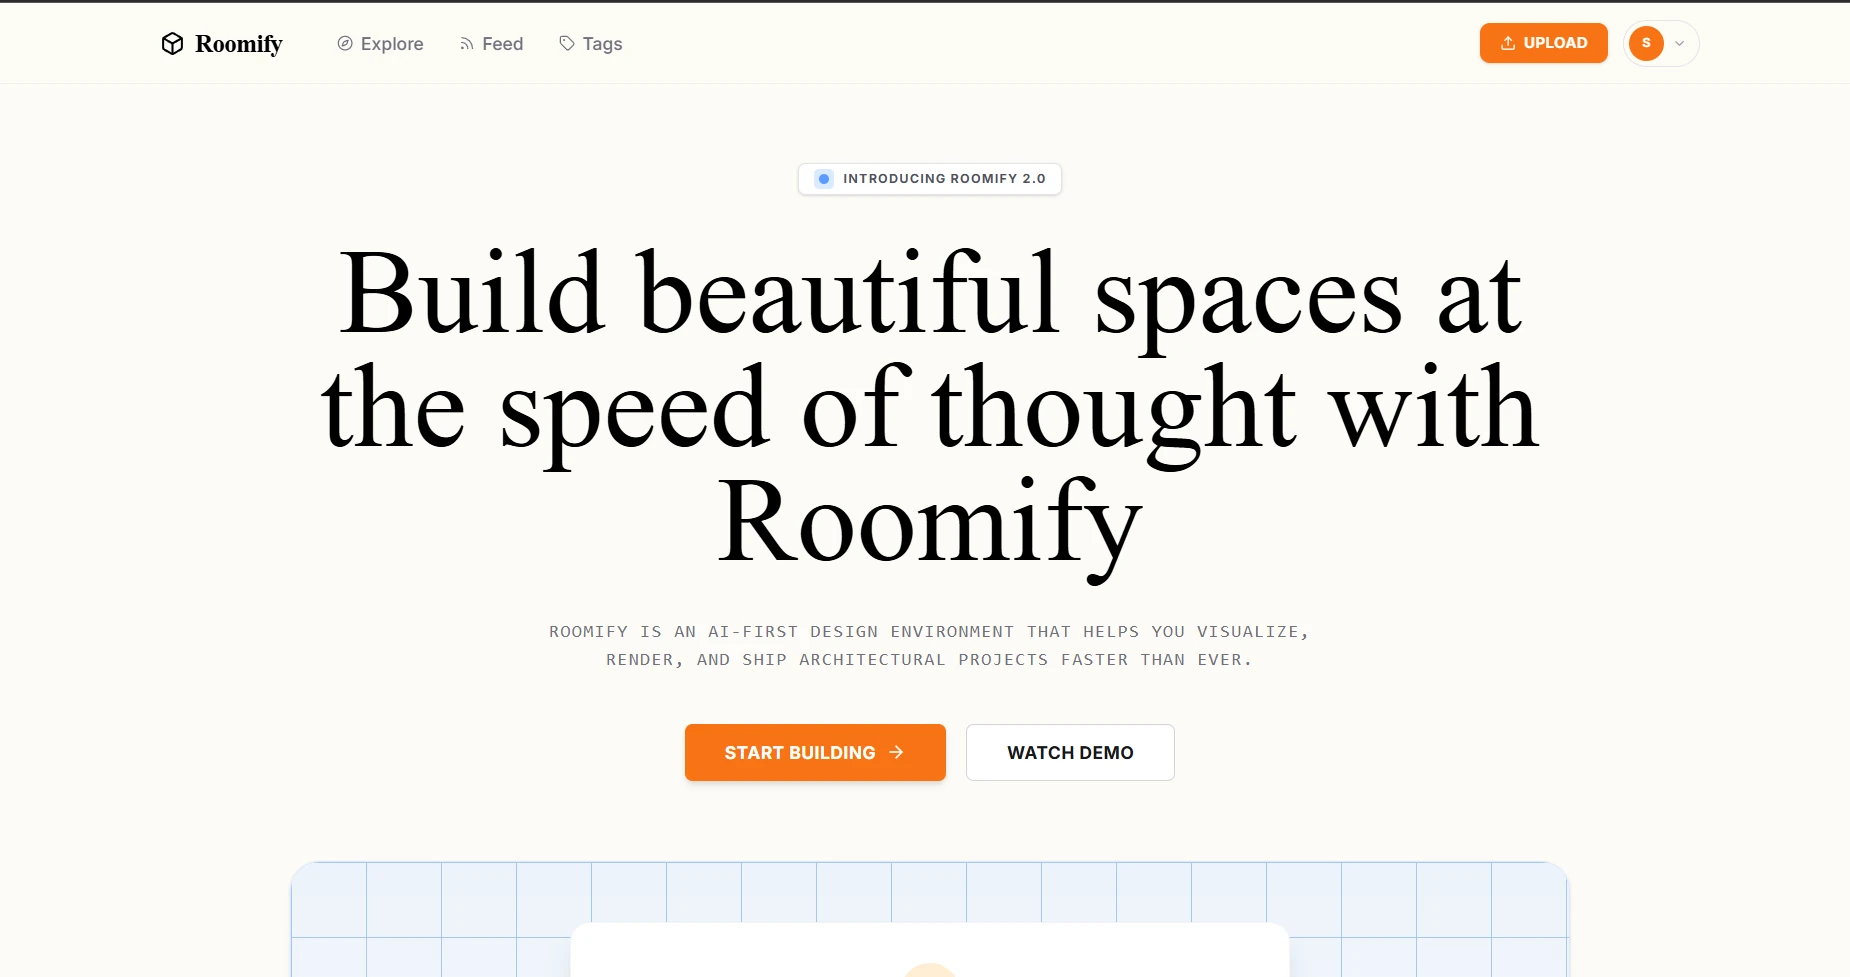 Roomify
Explore
Feed
Tags
UPLOAD
S
INTRODUCING ROOMIFY 2.0
Build beautiful spaces at
the speed of thought with
Roomify
ROOMIFY IS AN AI-FIRST DESIGN ENVIRONMENT THAT HELPS YOU VISUALIZE,
RENDER, AND SHIP ARCHITECTURAL PROJECTS FASTER THAN EVER.
START BUILDING
WATCH DEMO